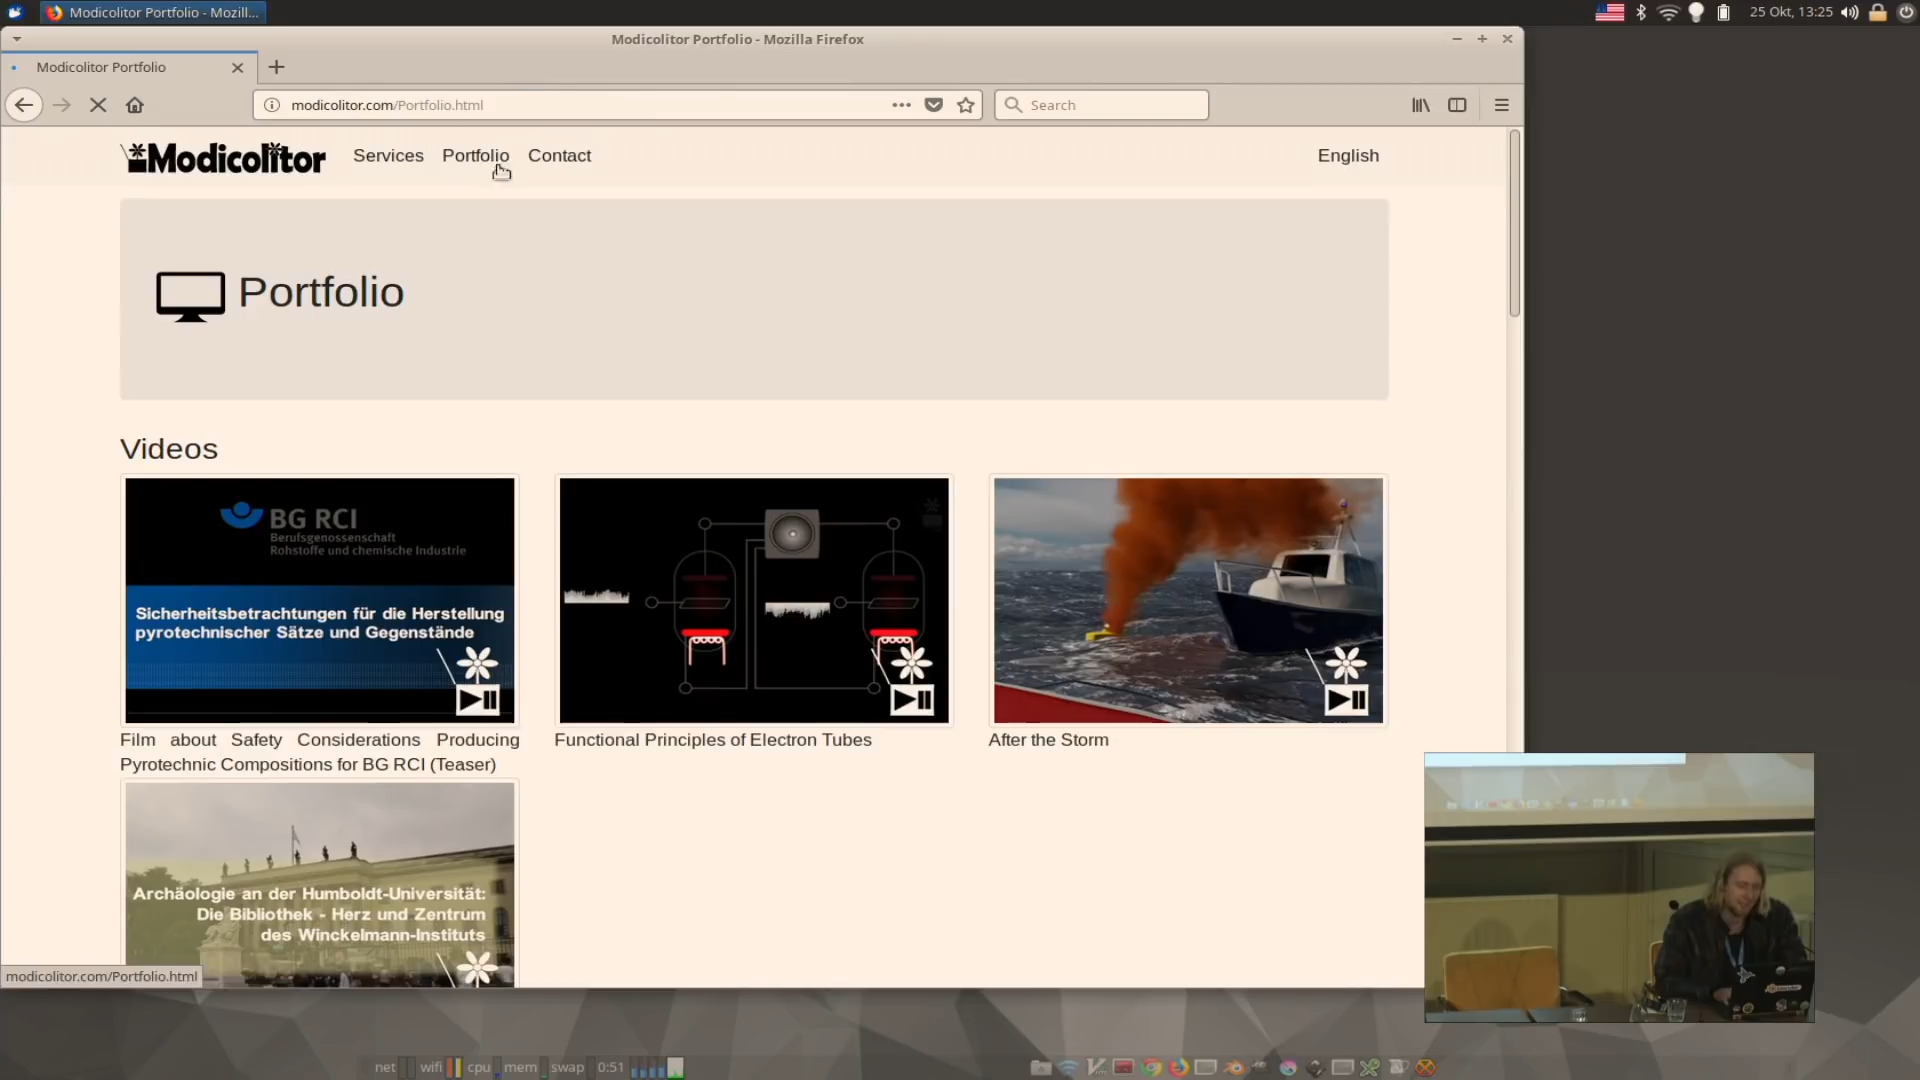 Modicolitor Portfolio - Mozill...
25 Okt, 13:25
Modicolitor Portfolio - Mozilla Firefox
Modicolitor Portfolio
modicolitor.com/Portfolio.html
Search
Modicolitor
Services
Portfolio
Contact
English
Portfolio
Videos
BG RCI
Berufsgenossenschaft
Rohstoffe und chemische Industrie
Sicherheitsbetrachtungen für die Herstellung
pyrotechnischer Sätze und Gegenstände
Film about Safety Considerations Producing
Pyrotechnic Compositions for BG RCI (Teaser)
Functional Principles of Electron Tubes
After the Storm
Archäologie an der Humboldt-Universität:
Die Bibliothek - Herz und Zentrum
des Winckelmann-Instituts
modicolitor.com/Portfolio.html
net wifi cpu mem swap 0:51